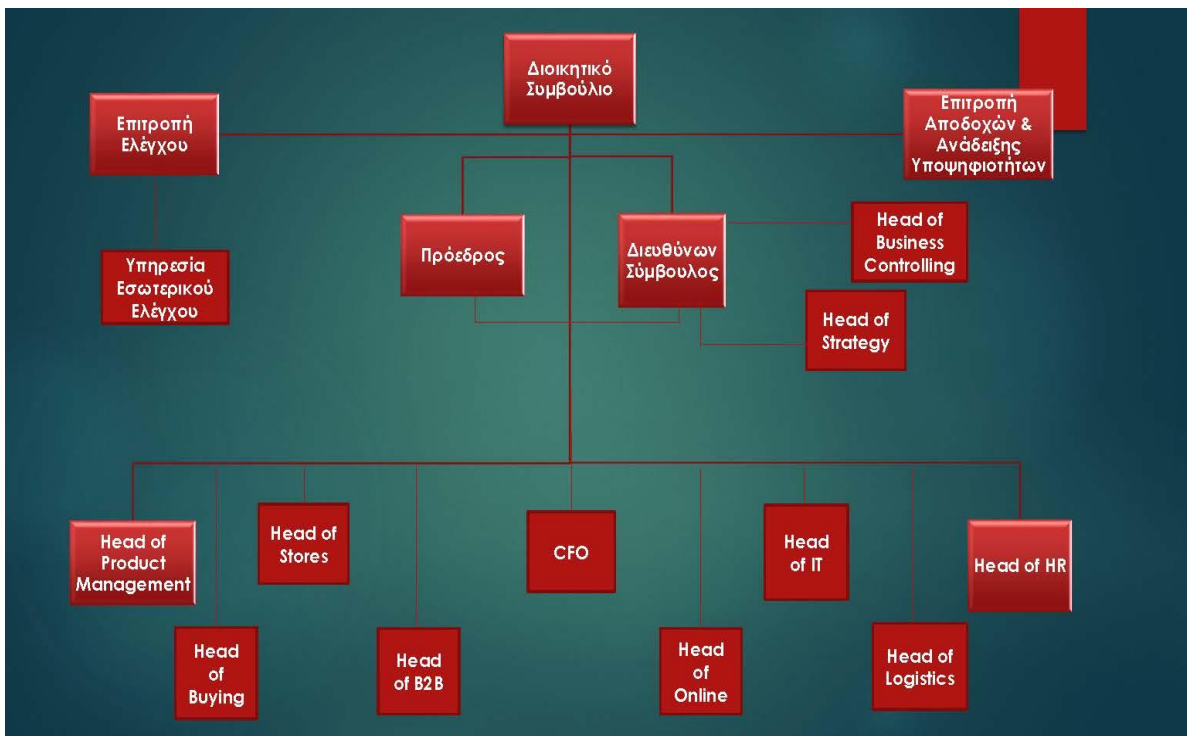 Διοικητικό
Συμβούλιο
Επιτροπή
Ελέγχου
Επιτροπή
Αποδοχών &
Ανάδειξης
Υποψηφιοτήτων
Πρόεδρος
Διευθύνων
Σύμβουλος
Head of
Business
Controlling
Υπηρεσία
Εσωτερικού
Ελέγχου
Head of
Strategy
Head of
Product
Management
Head of
Stores
CFO
Head
of IT
Head of HR
Head
of
Buying
Head
of B2B
Head
of
Online
Head of
Logistics